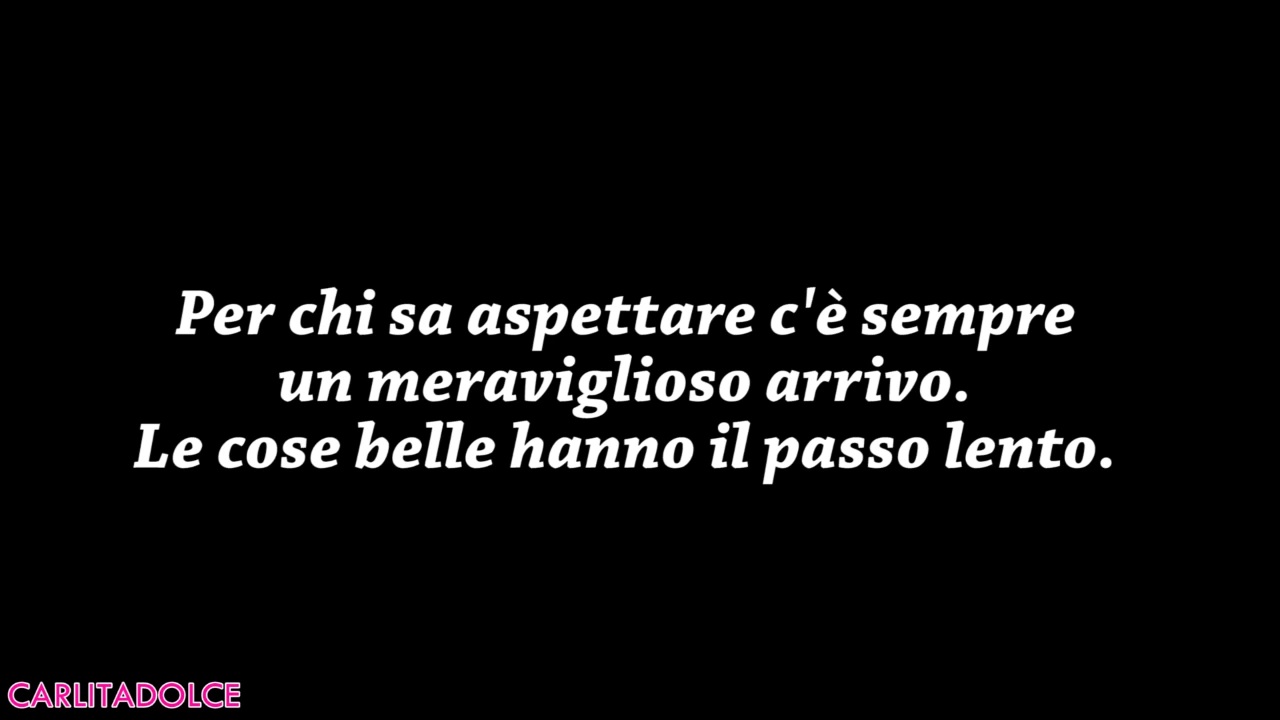 Per chi sa aspettare c'è sempre
un meraviglioso arrivo.
Le cose belle hanno il passo lento.
CARLITADOLCE